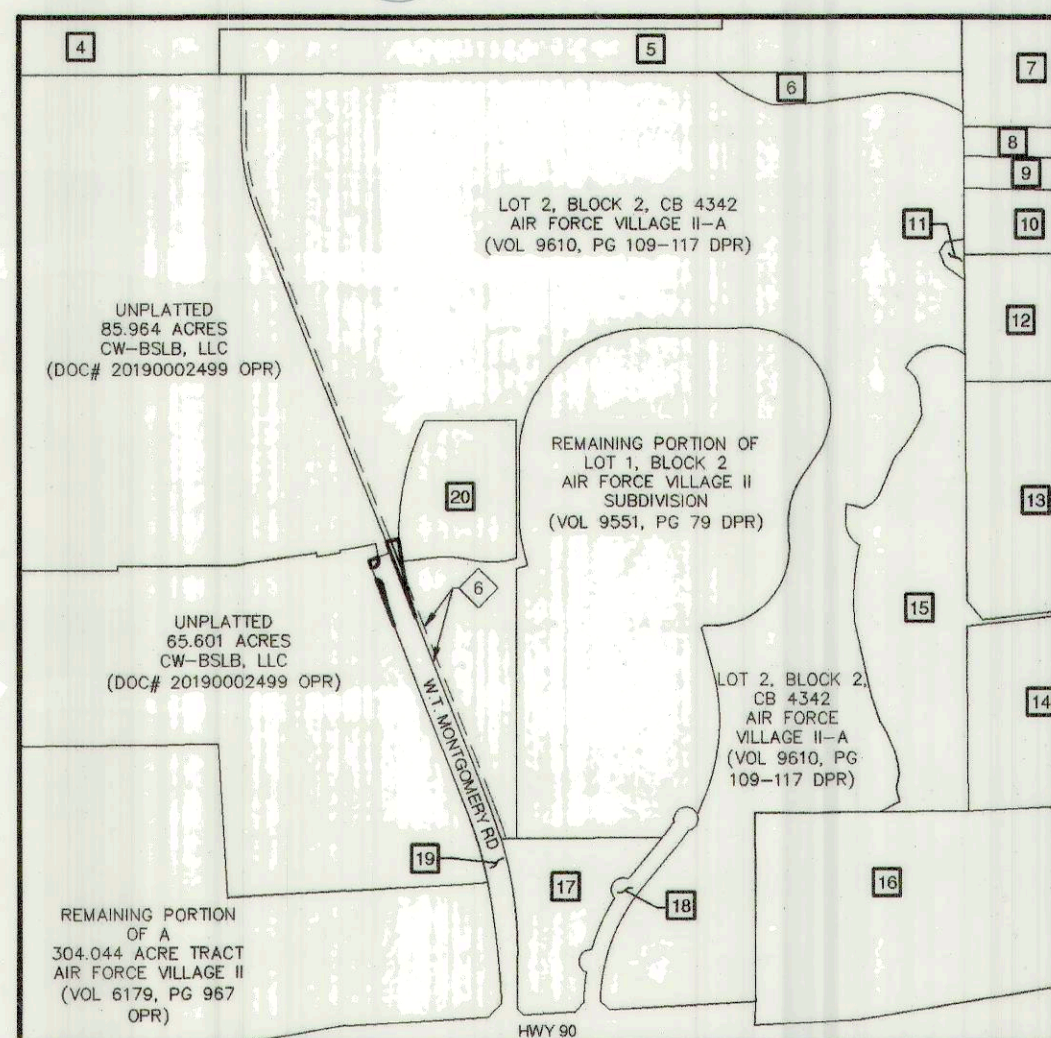 4
5
6
7
8
9
10
11
12
13
14
15
16
17
18
19
20
6
LOT 2, BLOCK 2, CB 4342
AIR FORCE VILLAGE II-A
(VOL 9610, PG 109-117 DPR)
UNPLATTED
85.964 ACRES
CW-BSLB, LLC
(DOC# 20190002499 OPR)
REMAINING PORTION OF
LOT 1, BLOCK 2
AIR FORCE VILLAGE II
SUBDIVISION
(VOL 9551, PG 79 DPR)
UNPLATTED
65.601 ACRES
CW-BSLB, LLC
(DOC# 20190002499 OPR)
W.T. MONTGOMERY RD
LOT 2, BLOCK 2,
CB 4342
AIR FORCE
VILLAGE II-A
(VOL 9610, PG
109-117 DPR)
REMAINING PORTION
OF A
304.044 ACRE TRACT
AIR FORCE VILLAGE II
(VOL 6179, PG 967
OPR)
HWY 90